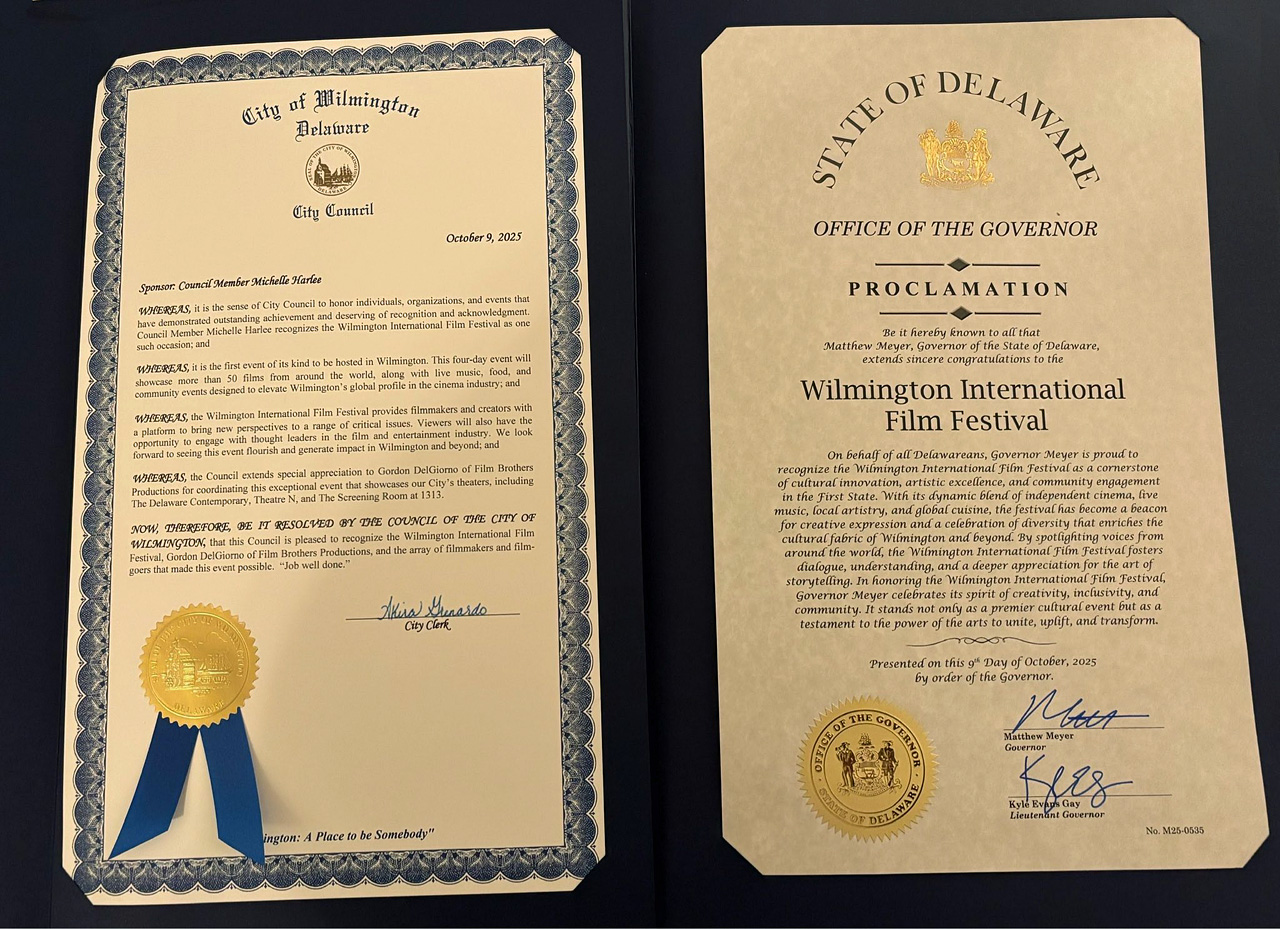 City of Wilmington
Delaware
SEAL OF THE CITY OF WILMINGTON
DELAWARE
City Council
October 9, 2025
Sponsor: Council Member Michelle Harlee
WHEREAS, it is the sense of City Council to honor individuals, organizations, and events that
have demonstrated outstanding achievement and deserving of recognition and acknowledgment.
Council Member Michelle Harlee recognizes the Wilmington International Film Festival as one
such occasion; and
WHEREAS, it is the first event of its kind to be hosted in Wilmington. This four-day event will
showcase more than 50 films from around the world, along with live music, food, and
community events designed to elevate Wilmington's global profile in the cinema industry; and
WHEREAS, the Wilmington International Film Festival provides filmmakers and creators with
a platform to bring new perspectives to a range of critical issues. Viewers will also have the
opportunity to engage with thought leaders in the film and entertainment industry. We look
forward to seeing this event flourish and generate impact in Wilmington and beyond; and
WHEREAS, the Council extends special appreciation to Gordon DelGiorno of Film Brothers
Productions for coordinating this exceptional event that showcases our City's theaters, including
The Delaware Contemporary, Theatre N, and The Screening Room at 1313.
NOW, THEREFORE, BE IT RESOLVED BY THE COUNCIL OF THE CITY OF
WILMINGTON, that this Council is pleased to recognize the Wilmington International Film
Festival, Gordon DelGiorno of Film Brothers Productions, and the array of filmmakers and film-
goers that made this event possible. "Job well done."
City Clerk
DELAWARE
ington: A Place to be Somebody"
STATE OF DELAWARE
OFFICE OF THE GOVERNOR
PROCLAMATION
Be it hereby known to all that
Matthew Meyer, Governor of the State of Delaware,
extends sincere congratulations to the
Wilmington International
Film Festival
On behalf of all Delawareans, Governor Meyer is proud to
recognize the Wilmington International Film Festival as a cornerstone
of cultural innovation, artistic excellence, and community engagement
in the First State. With its dynamic blend of independent cinema, live
music, local artistry, and global cuisine, the festival has become a beacon
for creative expression and a celebration of diversity that enriches the
cultural fabric of Wilmington and beyond. By spotlighting voices from
around the world, the Wilmington International Film Festival fosters
dialogue, understanding, and a deeper appreciation for the art of
storytelling. In honoring the Wilmington International Film Festival,
Governor Meyer celebrates its spirit of creativity, inclusivity, and
community. It stands not only as a premier cultural event but as a
testament to the power of the arts to unite, uplift, and transform.
Presented on this 9th Day of October, 2025
by order of the Governor.
OFFICE OF THE GOVERNOR
STATE OF DELAWARE
Matthew Meyer
Governor
Kyle Evans Gay
Lieutenant Governor
No. M25-0535